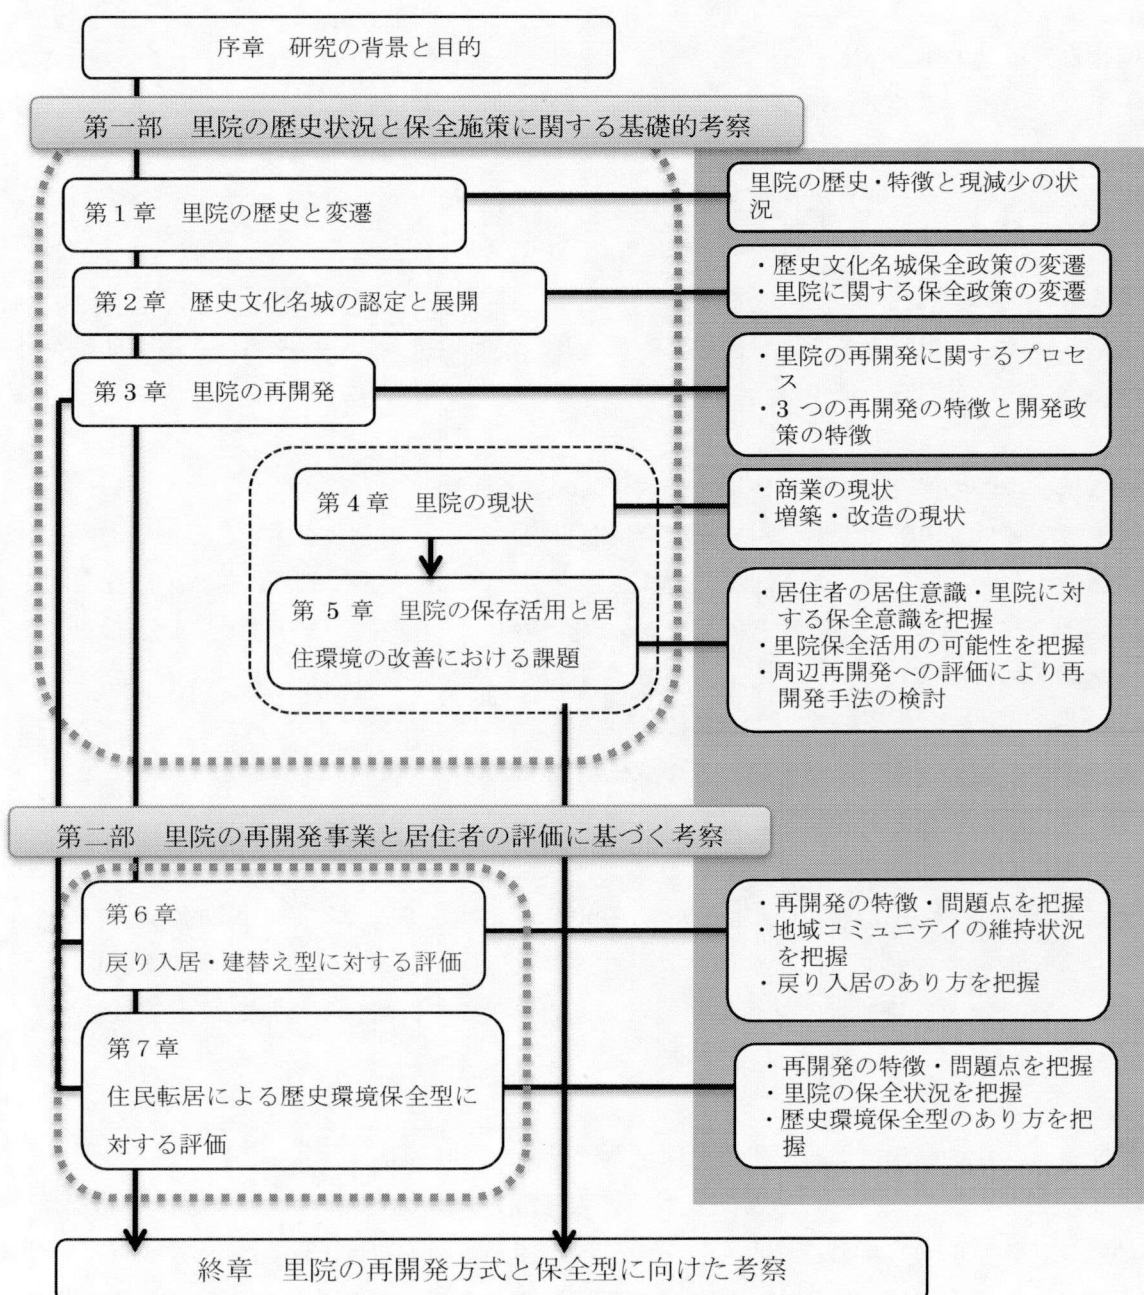 序章　研究の背景と目的
第一部　里院の歴史状況と保全施策に関する基礎的考察
第1章　里院の歴史と変遷
里院の歴史・特徴と現減少の状
況
第2章　歴史文化名城の認定と展開
・歴史文化名城保全政策の変遷
・里院に関する保全政策の変遷
第3章　里院の再開発
・里院の再開発に関するプロセ
ス
・3 つの再開発の特徴と開発政
策の特徴
第4章　里院の現状
・商業の現状
・増築・改造の現状
第 5 章　里院の保存活用と居
住環境の改善における課題
・居住者の居住意識・里院に対
する保全意識を把握
・里院保全活用の可能性を把握
・周辺再開発への評価により再
開発手法の検討
第二部　里院の再開発事業と居住者の評価に基づく考察
第6章
戻り入居・建替え型に対する評価
・再開発の特徴・問題点を把握
・地域コミュニテイの維持状況
を把握
・戻り入居のあり方を把握
第7章
住民転居による歴史環境保全型に
対する評価
・再開発の特徴・問題点を把握
・里院の保全状況を把握
・歴史環境保全型のあり方を把
握
終章　里院の再開発方式と保全型に向けた考察